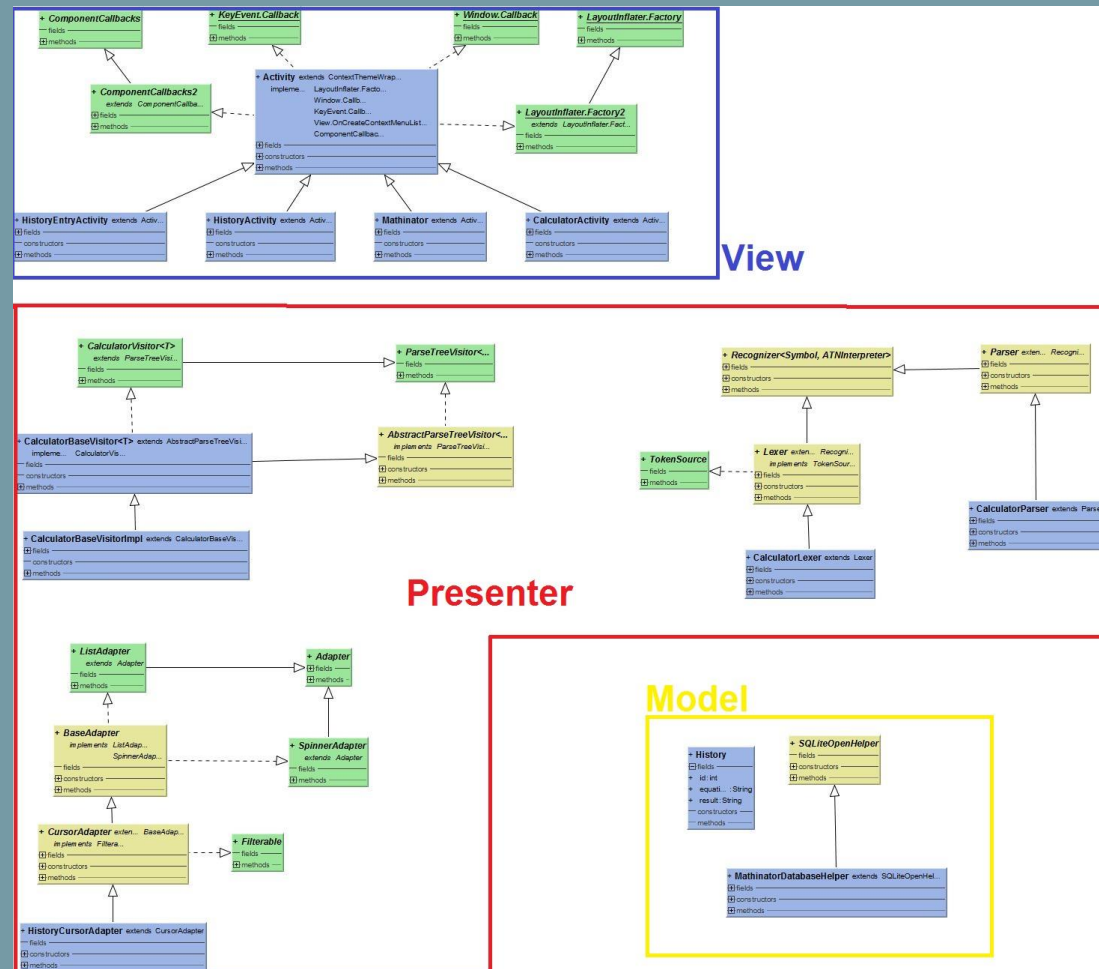 + ComponentCallbacks
fields
methods
+ KeyEvent.Callback
fields
methods
+ Window.Callback
fields
methods
+ LayoutInflater.Factory
fields
methods
+ ComponentCallbacks2
extends ComponentCallba...
fields
methods
+ Activity extends ContextThemeWrap...
impleme... LayoutInflater.Facto...
Window.Callb...
KeyEvent.Callb...
View.OnCreateContextMenuList...
ComponentCallbac...
fields
constructors
methods
+ LayoutInflater.Factory2
extends LayoutInflater.Fact...
fields
methods
+ HistoryEntryActivity extends Activ...
fields
constructors
methods
+ HistoryActivity extends Activ...
fields
constructors
methods
+ Mathinator extends Activ...
fields
constructors
methods
+ CalculatorActivity extends Activ...
fields
constructors
methods
View
+ CalculatorVisitor<T>
extends ParseTreeVisi...
fields
methods
+ ParseTreeVisitor<...
fields
methods
+ Recognizer<Symbol, ATNInterpreter>
fields
constructors
methods
+ Parser exten... Recogni...
fields
constructors
methods
+ CalculatorBaseVisitor<T> extends AbstractParseTreeVisi...
impleme... CalculatorVis...
fields
constructors
methods
+ AbstractParseTreeVisitor<...
implements ParseTreeVisi...
fields
constructors
methods
+ TokenSource
fields
methods
+ Lexer exten... Recogni...
implements TokenSour...
fields
constructors
methods
+ CalculatorBaseVisitorImpl extends CalculatorBaseVis...
fields
constructors
methods
+ CalculatorLexer extends Lexer
fields
constructors
methods
+ CalculatorParser extends Parse
fields
constructors
methods
Presenter
+ ListAdapter
extends Adapter
fields
methods
+ Adapter
fields
methods
+ BaseAdapter
implements ListAdap...
SpinnerAdap...
fields
constructors
methods
+ SpinnerAdapter
extends Adapter
fields
methods
+ CursorAdapter exten... BaseAdap...
implements Filtera...
fields
constructors
methods
+ Filterable
fields
methods
+ HistoryCursorAdapter extends CursorAdapter
fields
constructors
methods
Model
+ History
fields
+ id: int
+ equati... : String
+ result: String
constructors
methods
+ SQLiteOpenHelper
fields
constructors
methods
+ MathinatorDatabaseHelper extends SQLiteOpenHel...
fields
constructors
methods